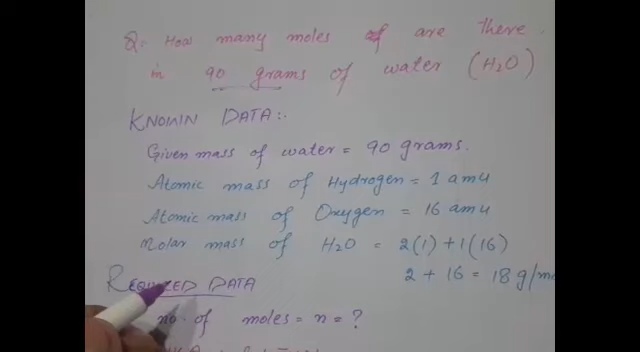 Q= How many moles of are there
in 90 grams of water (H2O)
KNOWN DATA:-
Given mass of water = 90 grams.
Atomic mass of Hydrogen = 1 amu
Atomic mass of Oxygen = 16 amu
Molar mass of H2O = 2(1) + 1(16)
2 + 16 = 18 g/m
REQUIRED DATA
no. of moles = n = ?